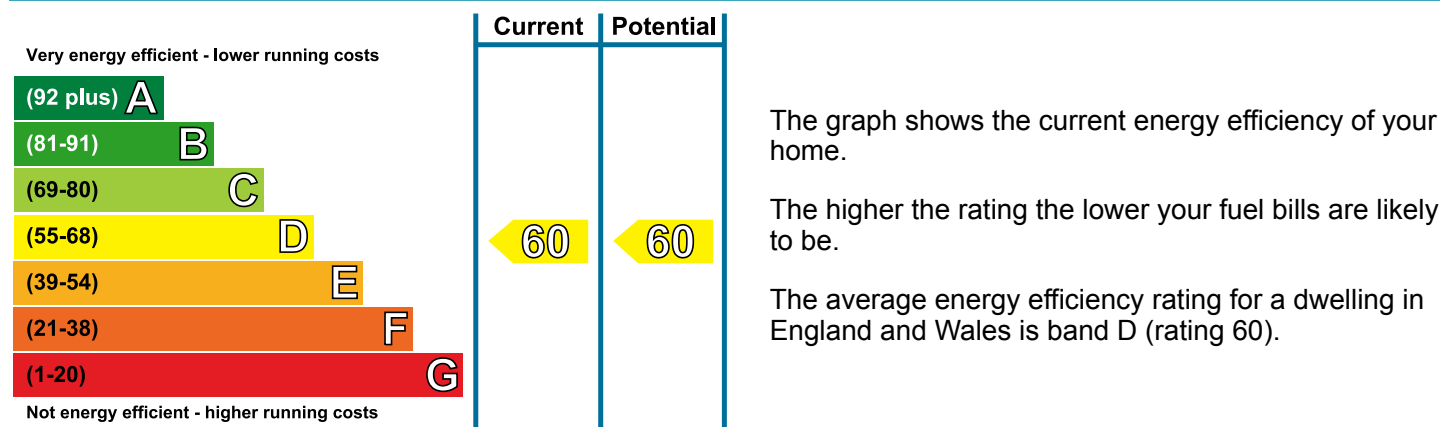 Current Potential
Very energy efficient - lower running costs
(92 plus) A
(81-91) B
(69-80) C
(55-68) D
60 60
(39-54) E
(21-38) F
(1-20) G
Not energy efficient - higher running costs
The graph shows the current energy efficiency of your
home.
The higher the rating the lower your fuel bills are likely
to be.
The average energy efficiency rating for a dwelling in
England and Wales is band D (rating 60).